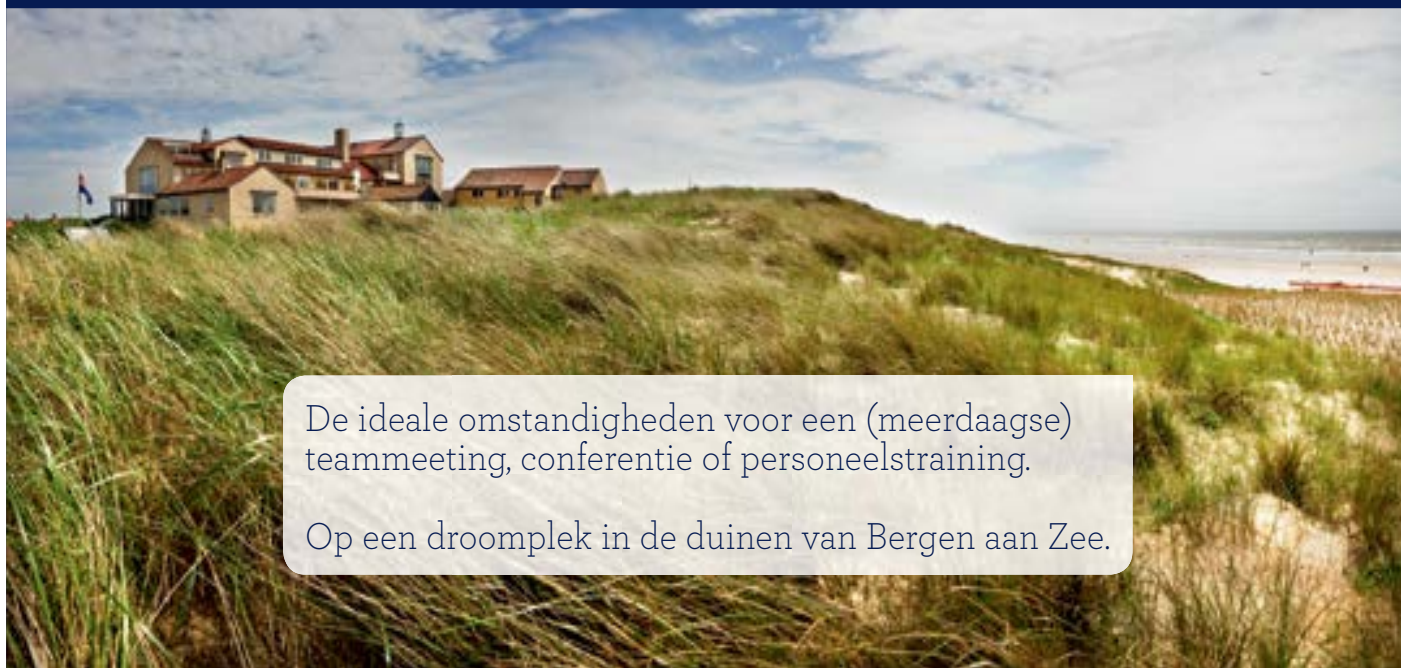 De ideale omstandigheden voor een (meerdaagse)
teammeeting, conferentie of personeelstraining.
Op een droomplek in de duinen van Bergen aan Zee.